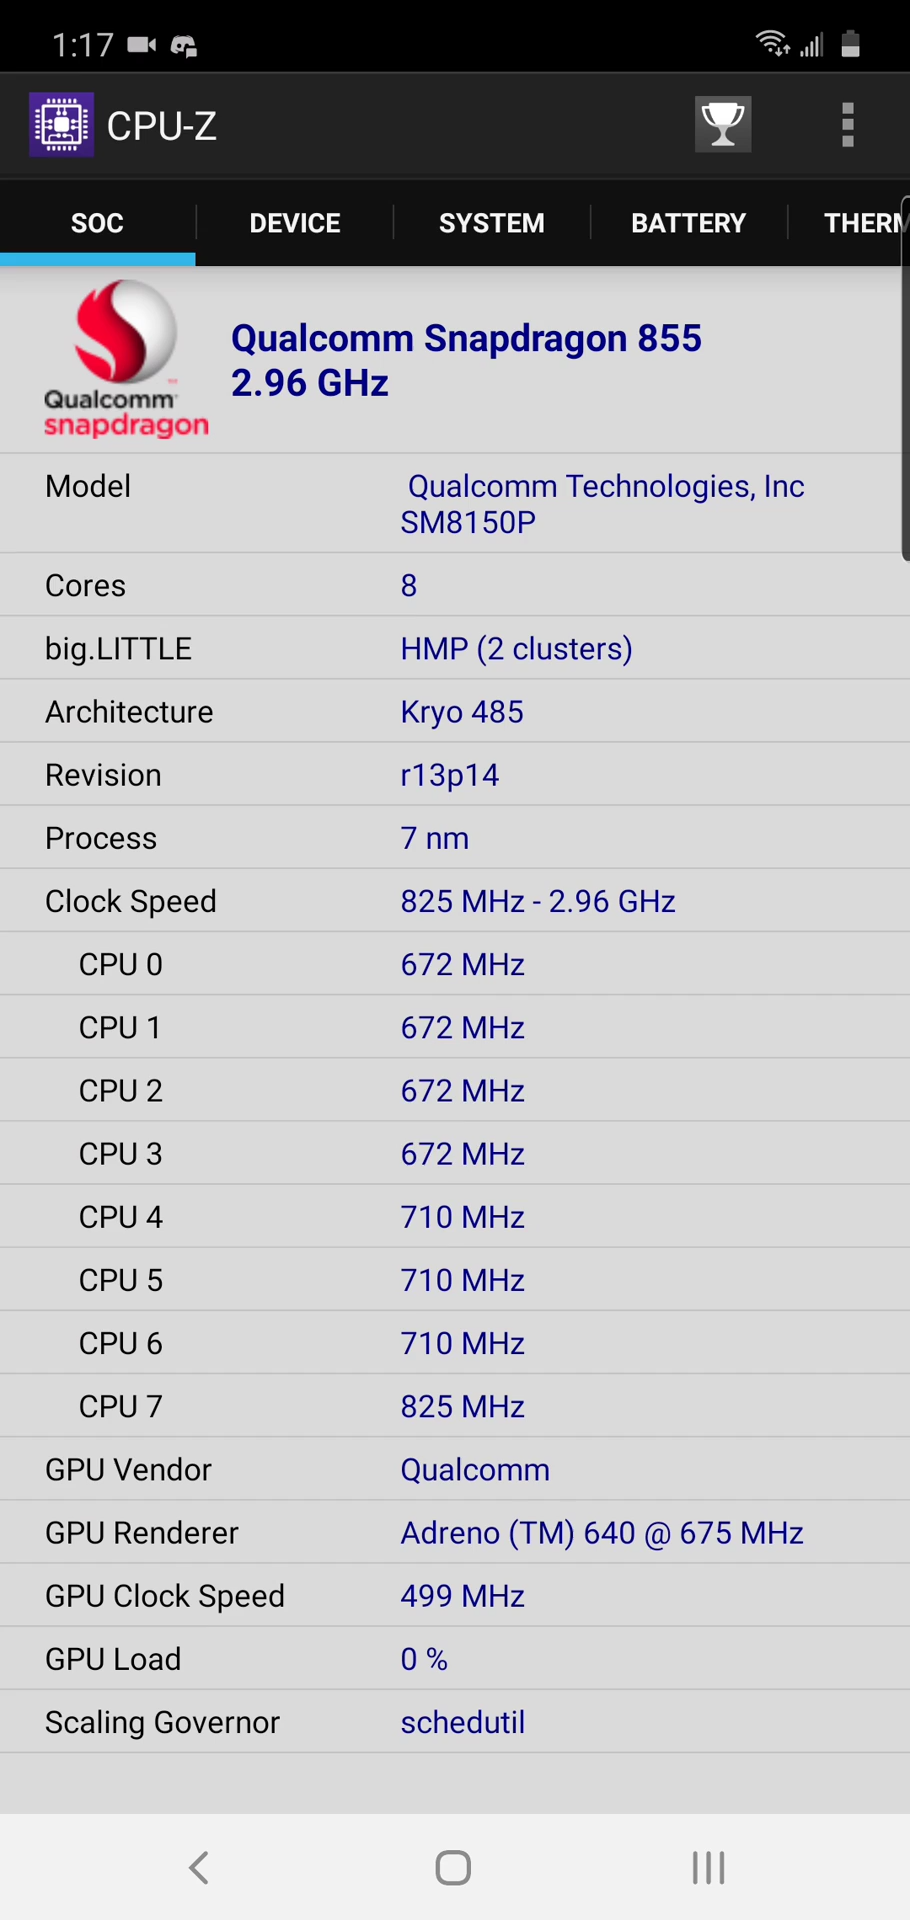 1:17
CPU-Z
SOC
DEVICE
SYSTEM
BATTERY
THERM
Qualcomm
snapdragon
Qualcomm Snapdragon 855
2.96 GHz
Model
Qualcomm Technologies, Inc
SM8150P
Cores 8
big.LITTLE HMP (2 clusters)
Architecture Kryo 485
Revision r13p14
Process 7 nm
Clock Speed 825 MHz - 2.96 GHz
CPU 0 672 MHz
CPU 1 672 MHz
CPU 2 672 MHz
CPU 3 672 MHz
CPU 4 710 MHz
CPU 5 710 MHz
CPU 6 710 MHz
CPU 7 825 MHz
GPU Vendor Qualcomm
GPU Renderer Adreno (TM) 640 @ 675 MHz
GPU Clock Speed 499 MHz
GPU Load 0 %
Scaling Governor schedutil